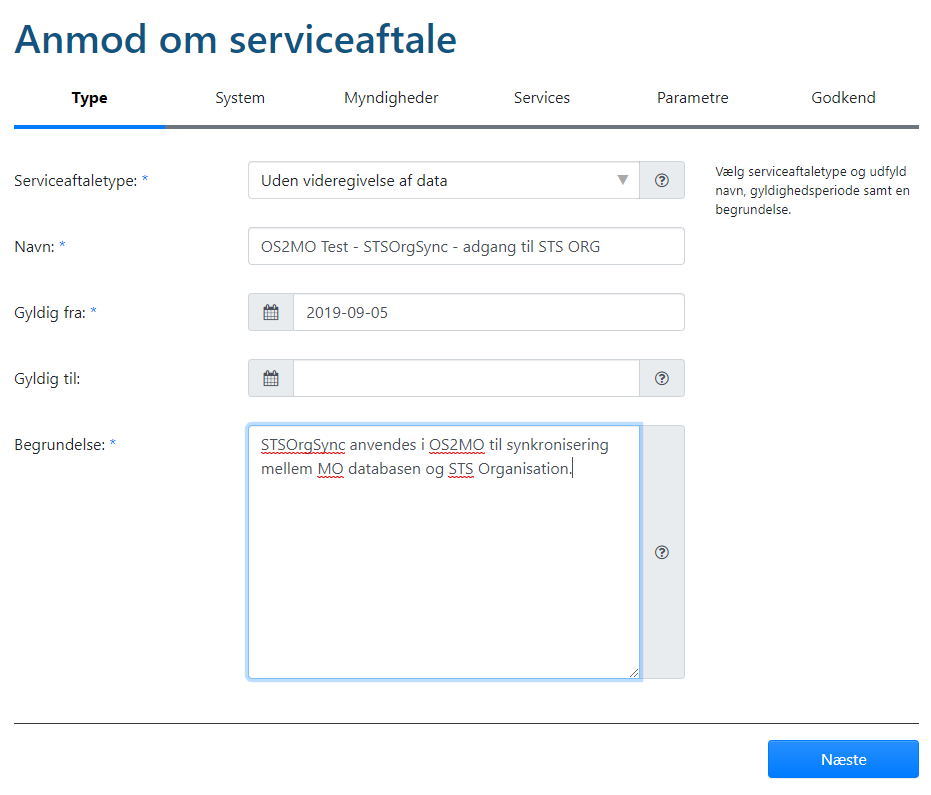 Anmod om serviceaftale
Type System Myndigheder Services Parametre Godkend
Serviceaftaletype: * Uden videregivelse af data
Vælg serviceaftaletype og udfyld
navn, gyldighedsperiode samt en
begrundelse.
Navn: * OS2MO Test - STSOrgSync - adgang til STS ORG
Gyldig fra: * 2019-09-05
Gyldig til:
Begrundelse: * STSOrgSync anvendes i OS2MO til synkronisering
mellem MO databasen og STS Organisation.
Næste